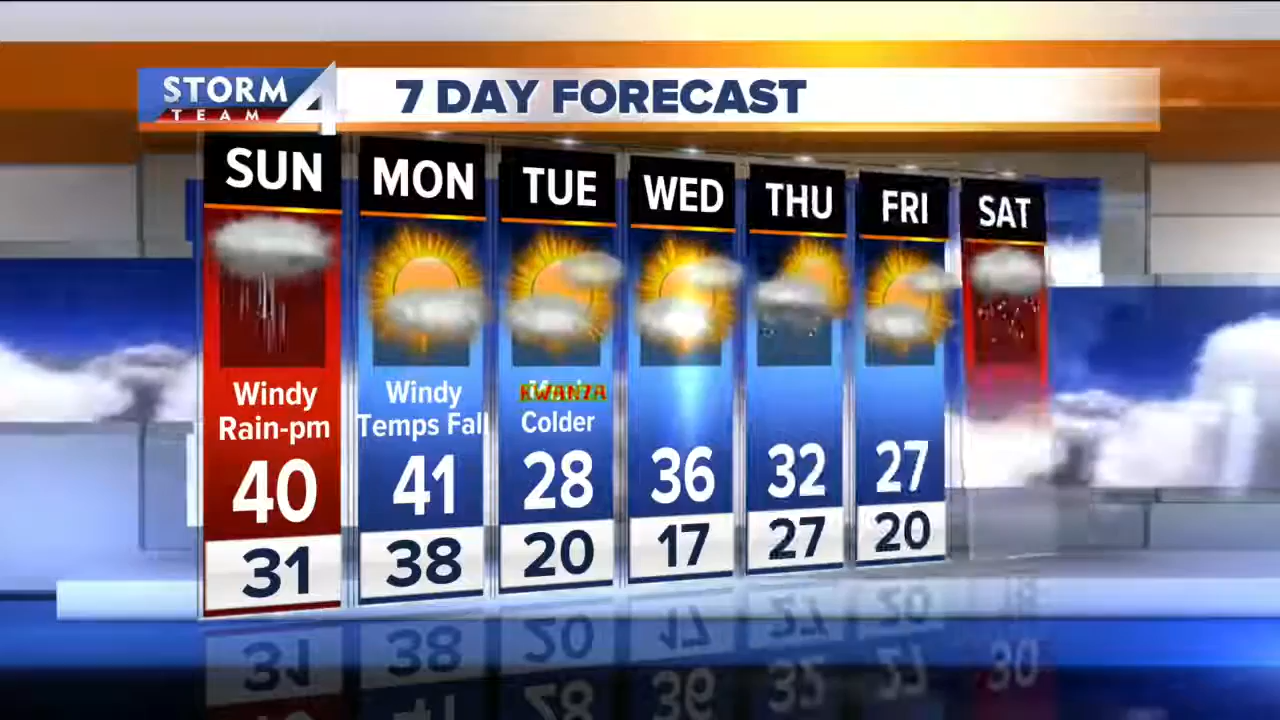 STORM
TEAM 4
7 DAY FORECAST
SUN
MON
TUE
WED
THU
FRI
SAT
Windy
Rain-pm
40
31
Windy
Temps Fall
41
38
KWANZA
Colder
28
20
36
17
32
27
27
20
30